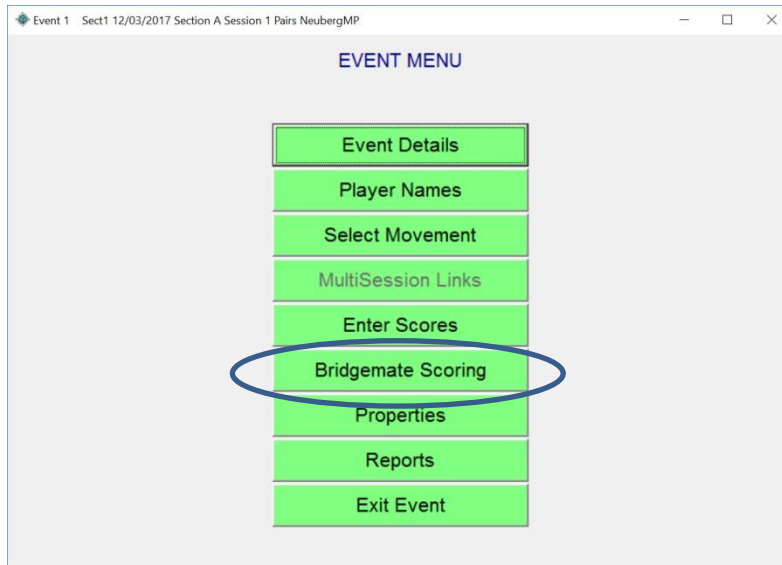 Event 1 Sect1 12/03/2017 Section A Session 1 Pairs NeubergMP
EVENT MENU
Event Details
Player Names
Select Movement
MultiSession Links
Enter Scores
Bridgemate Scoring
Properties
Reports
Exit Event